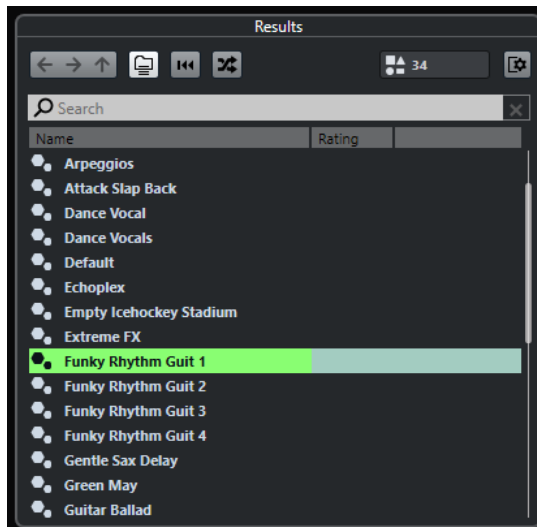 Results
34
Search
Name Rating
Arpeggios
Attack Slap Back
Dance Vocal
Dance Vocals
Default
Echoplex
Empty Icehockey Stadium
Extreme FX
Funky Rhythm Guit 1
Funky Rhythm Guit 2
Funky Rhythm Guit 3
Funky Rhythm Guit 4
Gentle Sax Delay
Green May
Guitar Ballad